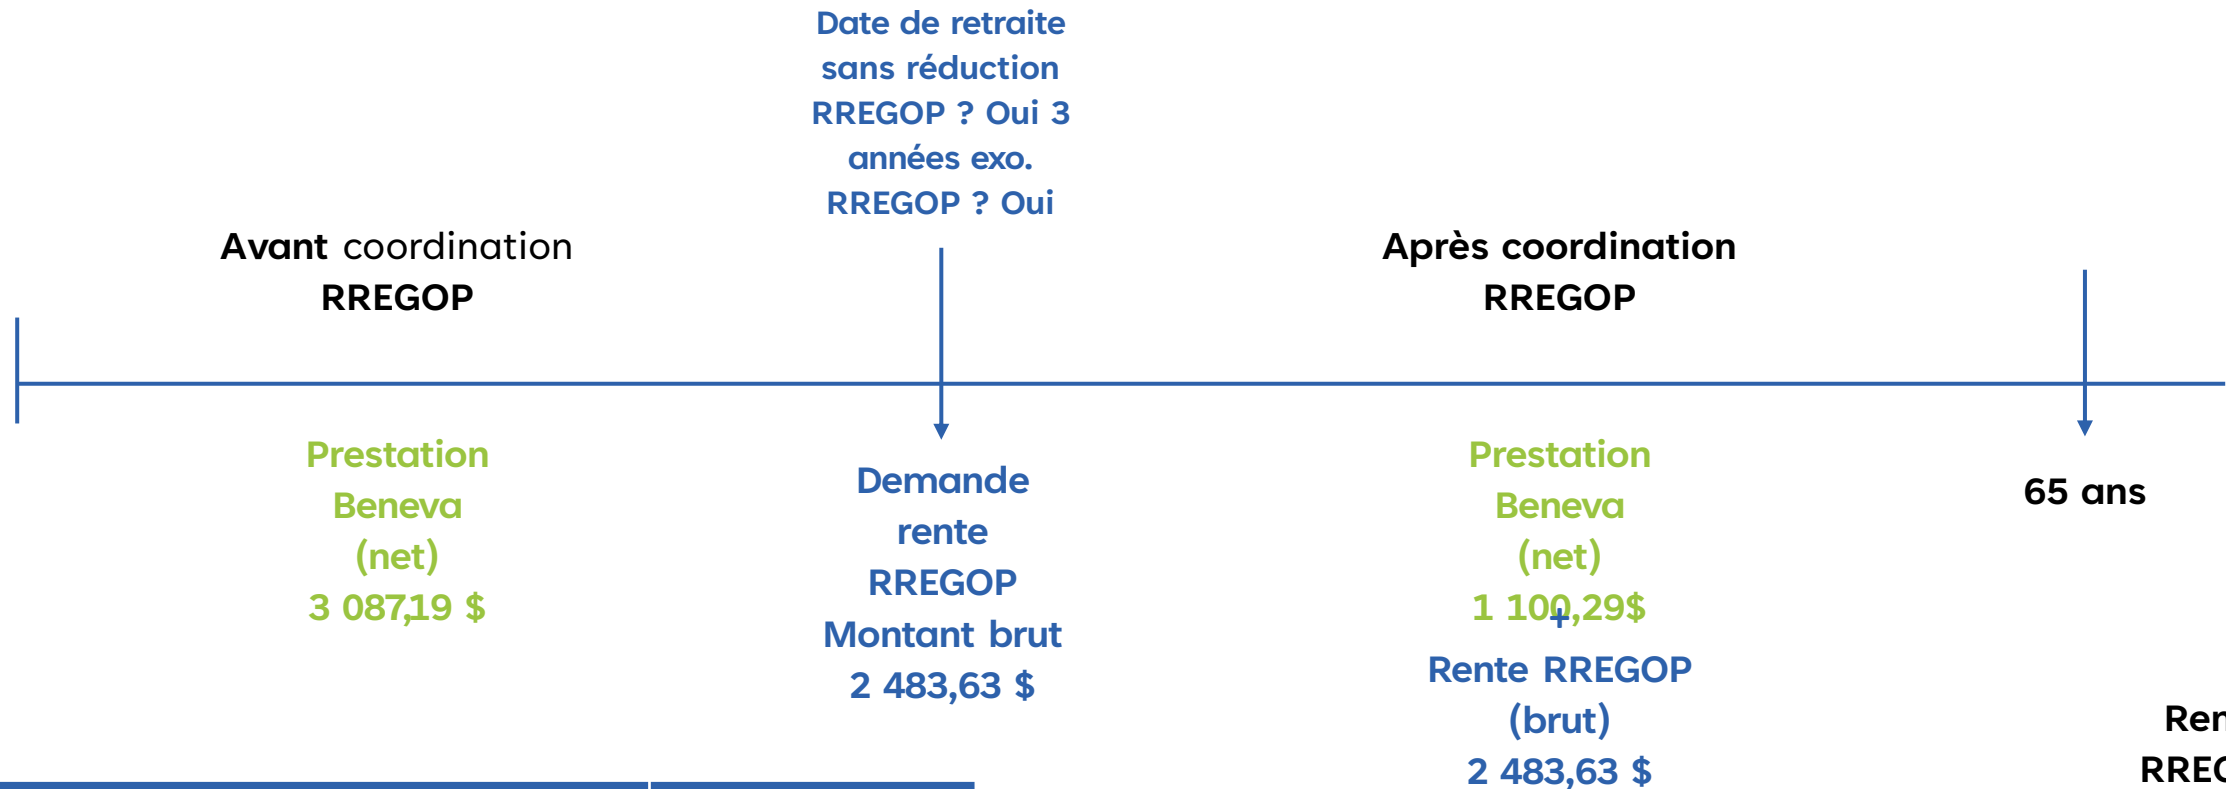 Date de retraite
sans réduction
RREGOP ? Oui 3
années exo.
RREGOP ? Oui
Avant coordination
RREGOP
Après coordination
RREGOP
Prestation
Beneva
(net)
3 087,19 $
Demande
rente
RREGOP
Montant brut
2 483,63 $
Prestation
Beneva
(net)
1 100,29$
+
Rente RREGOP
(brut)
2 483,63 $
65 ans